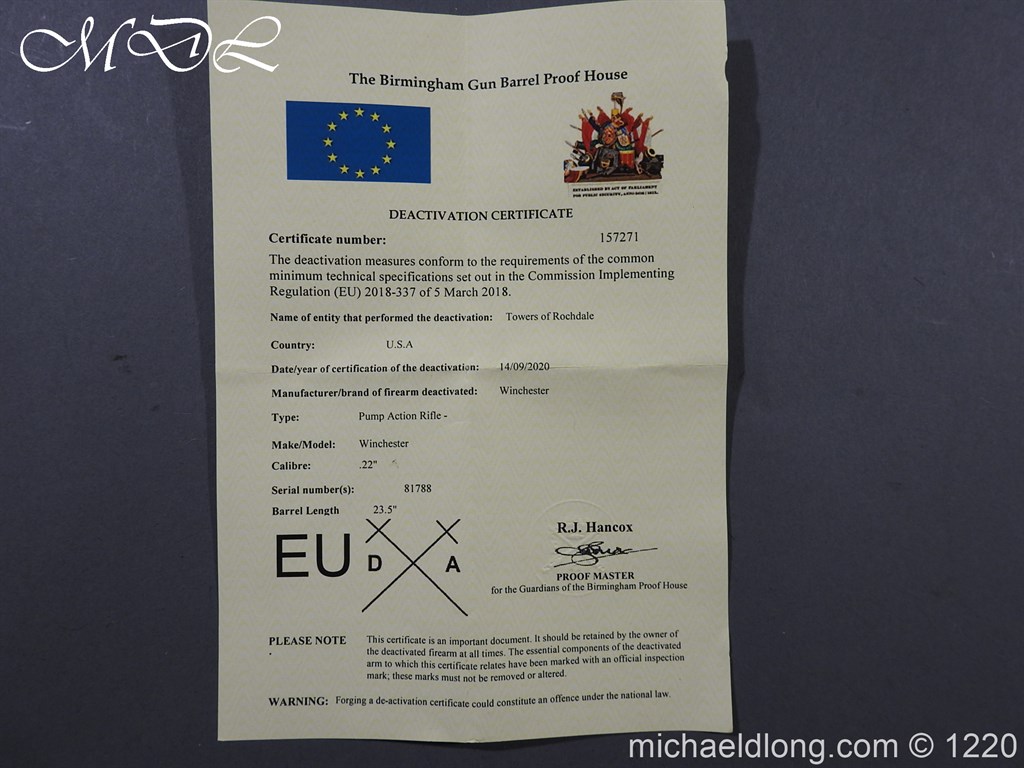 MDL
The Birmingham Gun Barrel Proof House
ESTABLISHED BY ACT OF PARLIAMENT
FOR PUBLIC SECURITY,
DEACTIVATION CERTIFICATE
Certificate number: 157271
The deactivation measures conform to the requirements of the common
minimum technical specifications set out in the Commission Implementing
Regulation (EU) 2018-337 of 5 March 2018.
Name of entity that performed the deactivation: Towers of Rochdale
Country: U.S.A
Date/year of certification of the deactivation: 14/09/2020
Manufacturer/brand of firearm deactivated: Winchester
Type: Pump Action Rifle -
Make/Model: Winchester
Calibre: .22"
Serial number(s): 81788
Barrel Length 23.5"
EU D A
R.J. Hancox
PROOF MASTER
for the Guardians of the Birmingham Proof House
PLEASE NOTE This certificate is an important document. It should be retained by the owner of
the deactivated firearm at all times. The essential components of the deactivated
arm to which this certificate relates have been marked with an official inspection
mark; these marks must not be removed or altered.
WARNING: Forging a de-activation certificate could constitute an offence under the national law.
michaeldlong.com © 1220